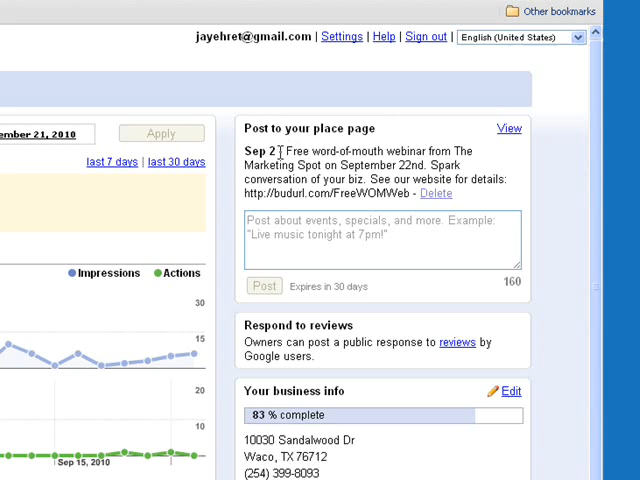 Other bookmarks
jayehret@gmail.com | Settings | Help | Sign out | English (United States)
ember 21, 2010 Apply
last 7 days | last 30 days
Impressions Actions
30
15
20
10
Sep 15, 2010
Post to your place page View
Sep 2 Free word-of-mouth webinar from The
Marketing Spot on September 22nd. Spark
conversation of your biz. See our website for details:
http://budurl.com/FreeWOMWeb - Delete
Post about events, specials, and more. Example:
"Live music tonight at 7pm!"
Post Expires in 30 days 160
Respond to reviews
Owners can post a public response to reviews by
Google users.
Your business info Edit
83 % complete
10030 Sandalwood Dr
Waco, TX 76712
(254) 399-8093